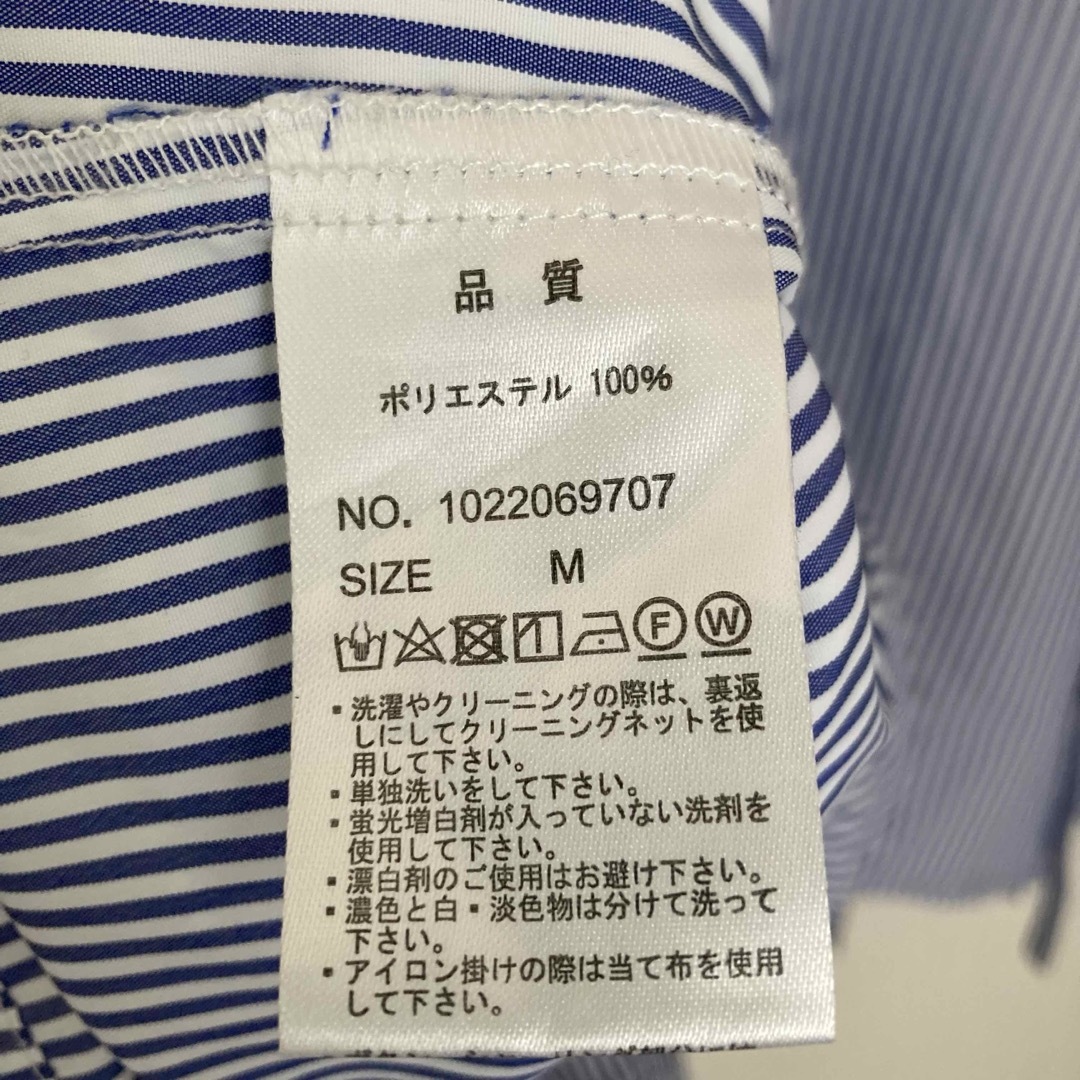 品 質
ポリエステル 100%
NO. 1022069707
SIZE M
F W
▪洗濯やクリーニングの際は、裏返
しにしてクリーニングネットを使
用して下さい。
▪単独洗いをして下さい。
▪蛍光増白剤が入っていない洗剤を
使用して下さい。
▪漂白剤のご使用はお避け下さい。
▪濃色と白▪淡色物は分けて洗って
下さい。
▪アイロン掛けの際は当て布を使用
して下さい。